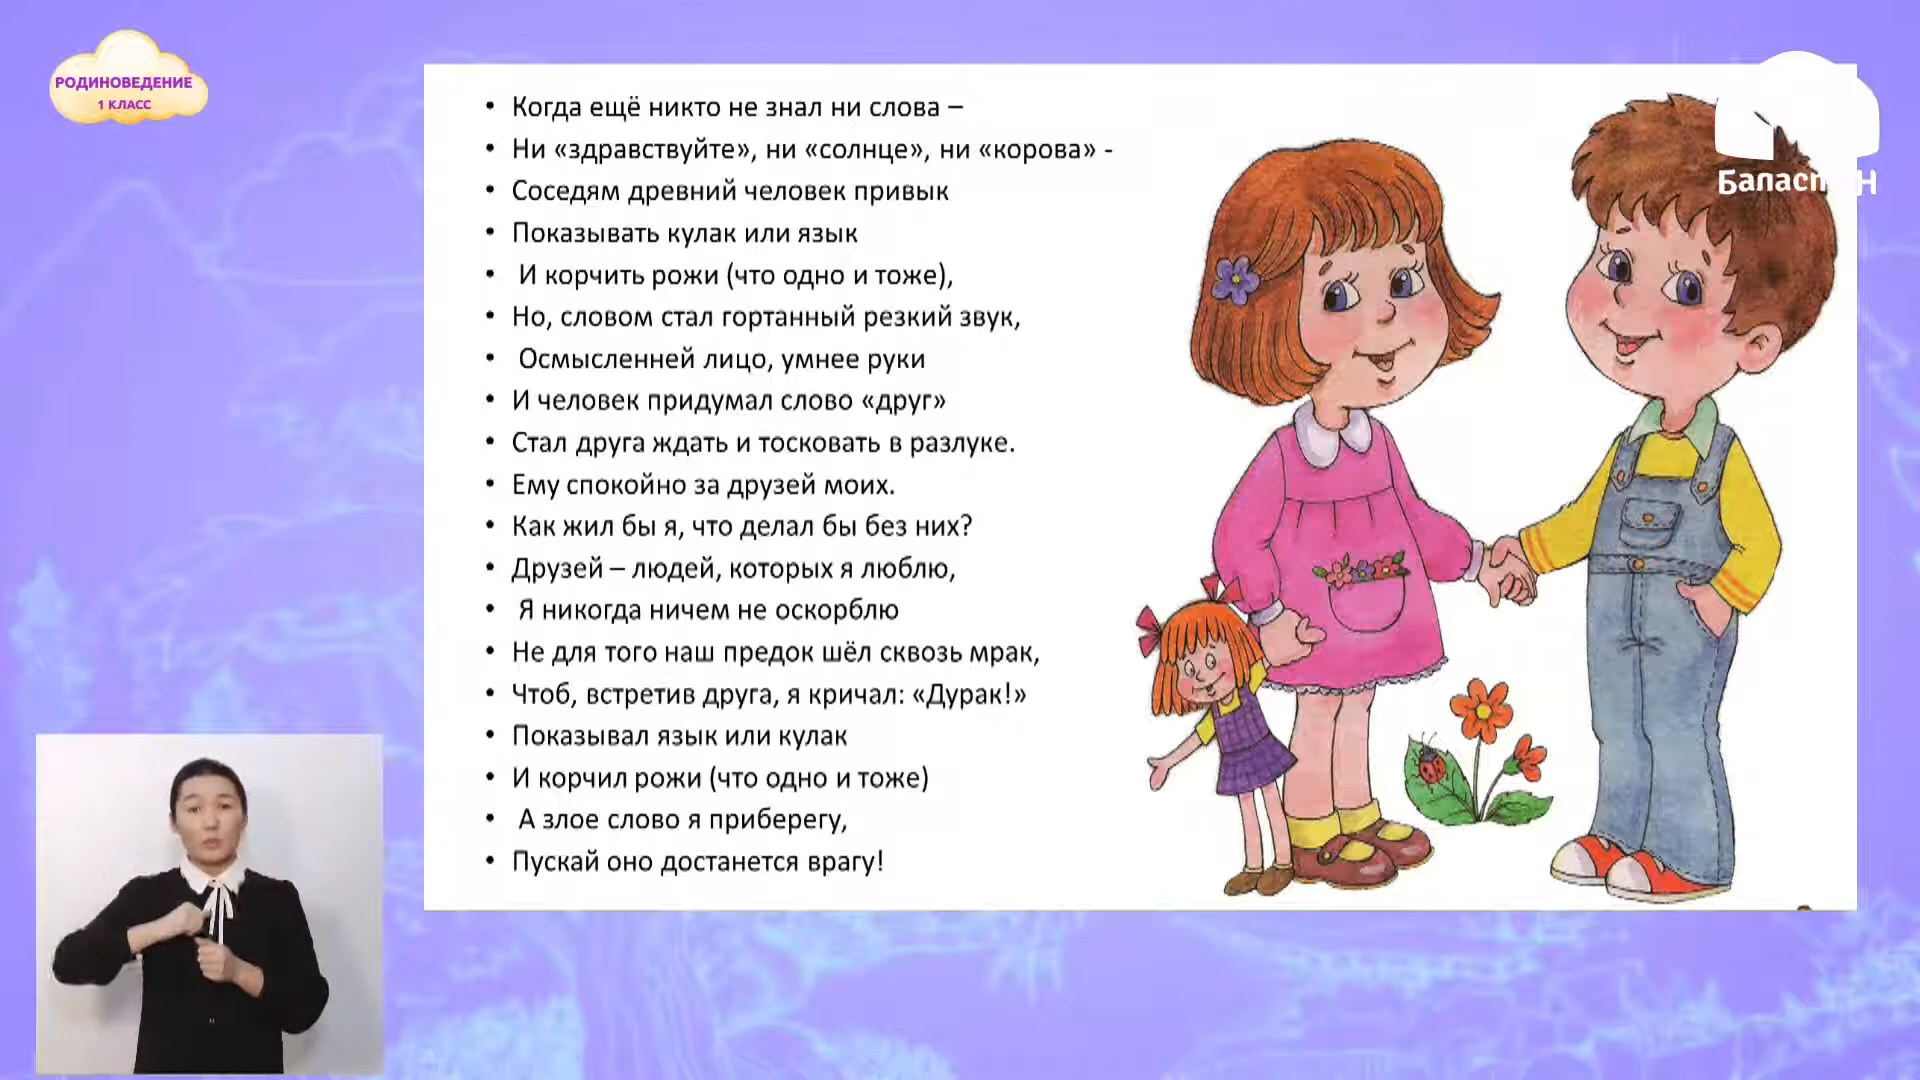 РОДИНОВЕДЕНИЕ
1 КЛАСС
• Когда ещё никто не знал ни слова –
• Ни «здравствуйте», ни «солнце», ни «корова» -
• Соседям древний человек привык
• Показывать кулак или язык
• И корчить рожи (что одно и тоже),
• Но, словом стал гортанный резкий звук,
• Осмысленней лицо, умнее руки
• И человек придумал слово «друг»
• Стал друга ждать и тосковать в разлуке.
• Ему спокойно за друзей моих.
• Как жил бы я, что делал бы без них?
• Друзей – людей, которых я люблю,
• Я никогда ничем не оскорблю
• Не для того наш предок шёл сквозь мрак,
• Чтоб, встретив друга, я кричал: «Дурак!»
• Показывал язык или кулак
• И корчил рожи (что одно и тоже)
• А злое слово я приберегу,
• Пускай оно достанется врагу!